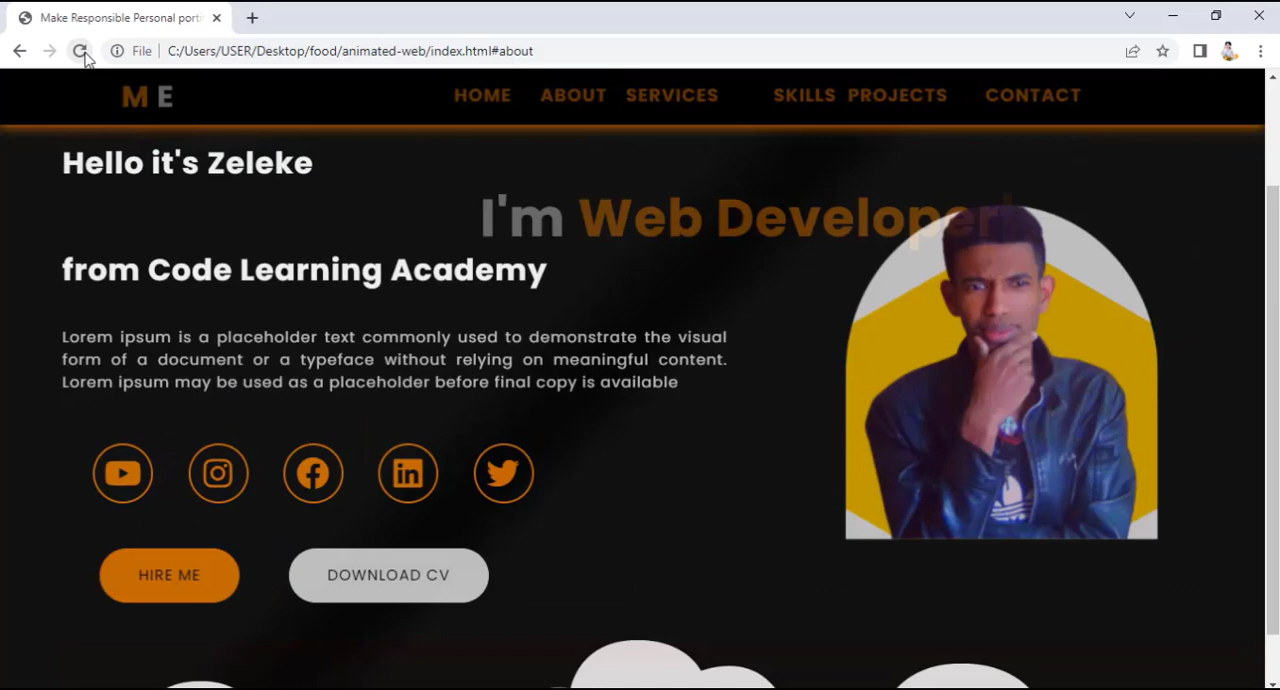 Make Responsible Personal porti
File C:/Users/USER/Desktop/food/animated-web/index.html#about
M E HOME ABOUT SERVICES SKILLS PROJECTS CONTACT
Hello it's Zeleke
I'm Web Developer
from Code Learning Academy
Lorem ipsum is a placeholder text commonly used to demonstrate the visual
form of a document or a typeface without relying on meaningful content.
Lorem ipsum may be used as a placeholder before final copy is available
in
HIRE ME DOWNLOAD CV